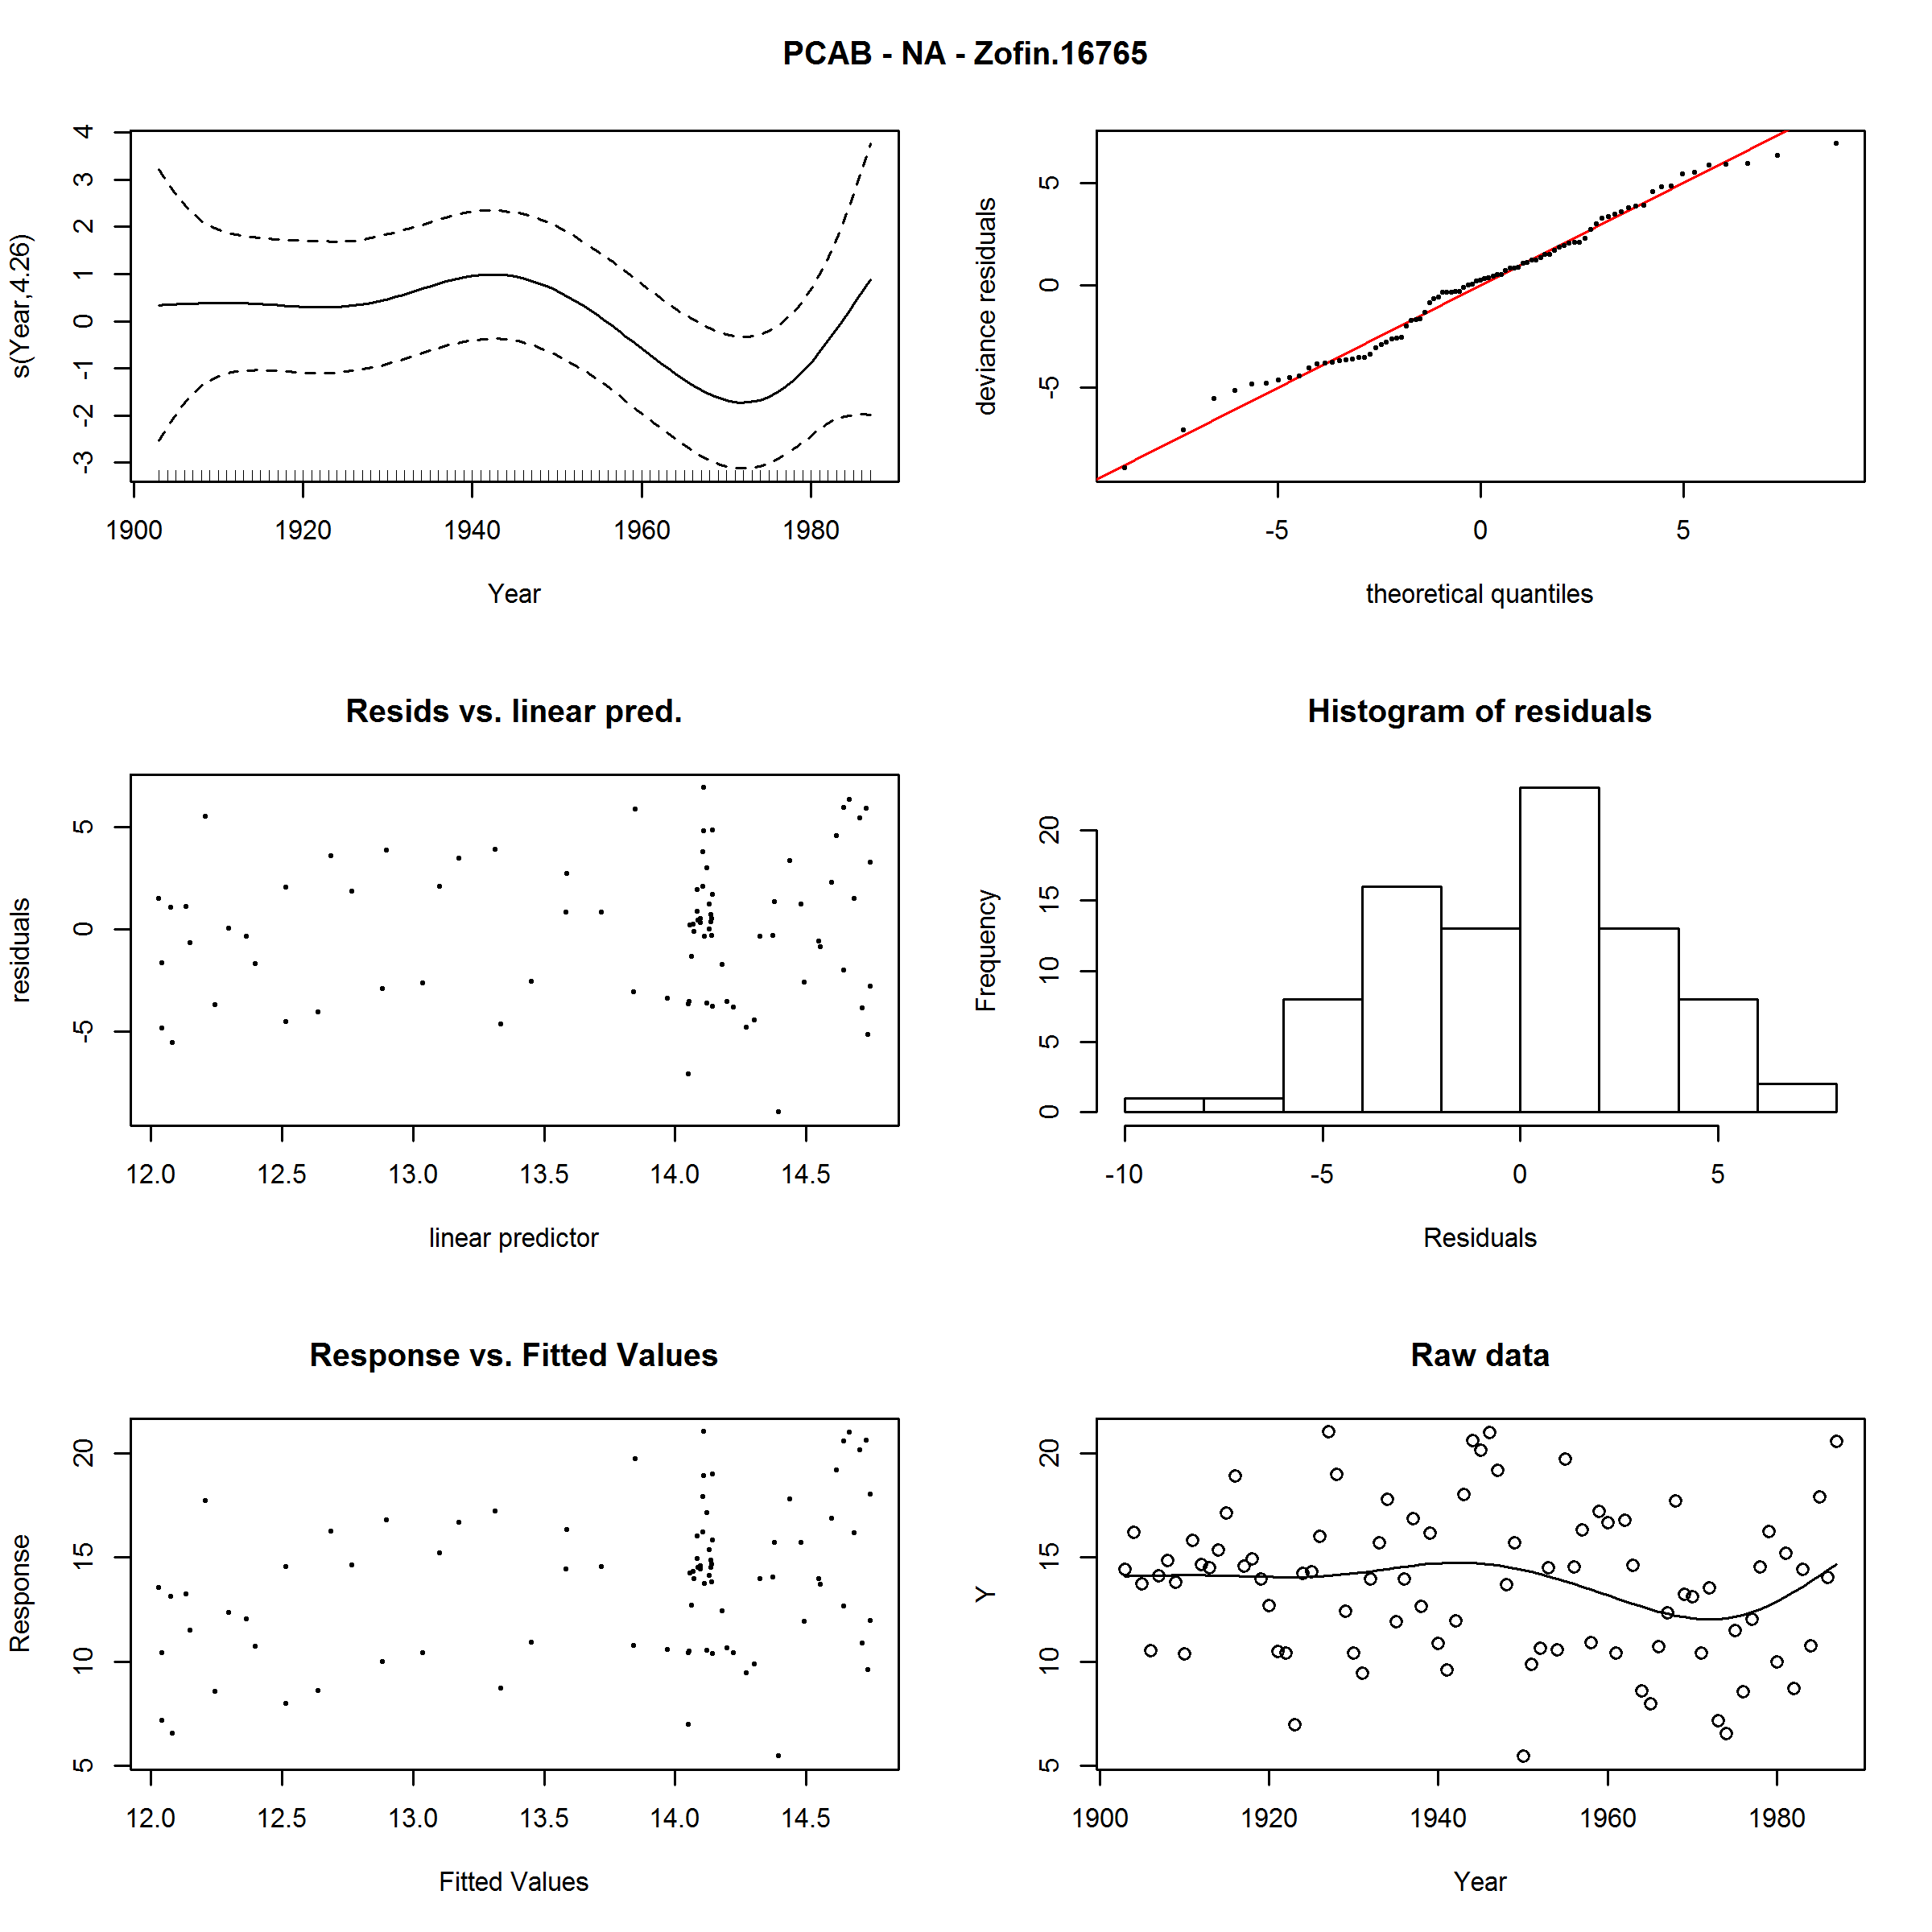 PCAB - NA - Zofin.16765
s(Year,4.26)
4
3
2
1
0
-1
-2
-3
1900 1920 1940 1960 1980
Year
deviance residuals
5
0
-5
-5 0 5
theoretical quantiles
Resids vs. linear pred.
residuals
5
0
-5
12.0 12.5 13.0 13.5 14.0 14.5
linear predictor
Histogram of residuals
Frequency
20
15
10
5
0
-10 -5 0 5
Residuals
Response vs. Fitted Values
Response
20
15
10
5
12.0 12.5 13.0 13.5 14.0 14.5
Fitted Values
Raw data
Y
20
15
10
5
1900 1920 1940 1960 1980
Year